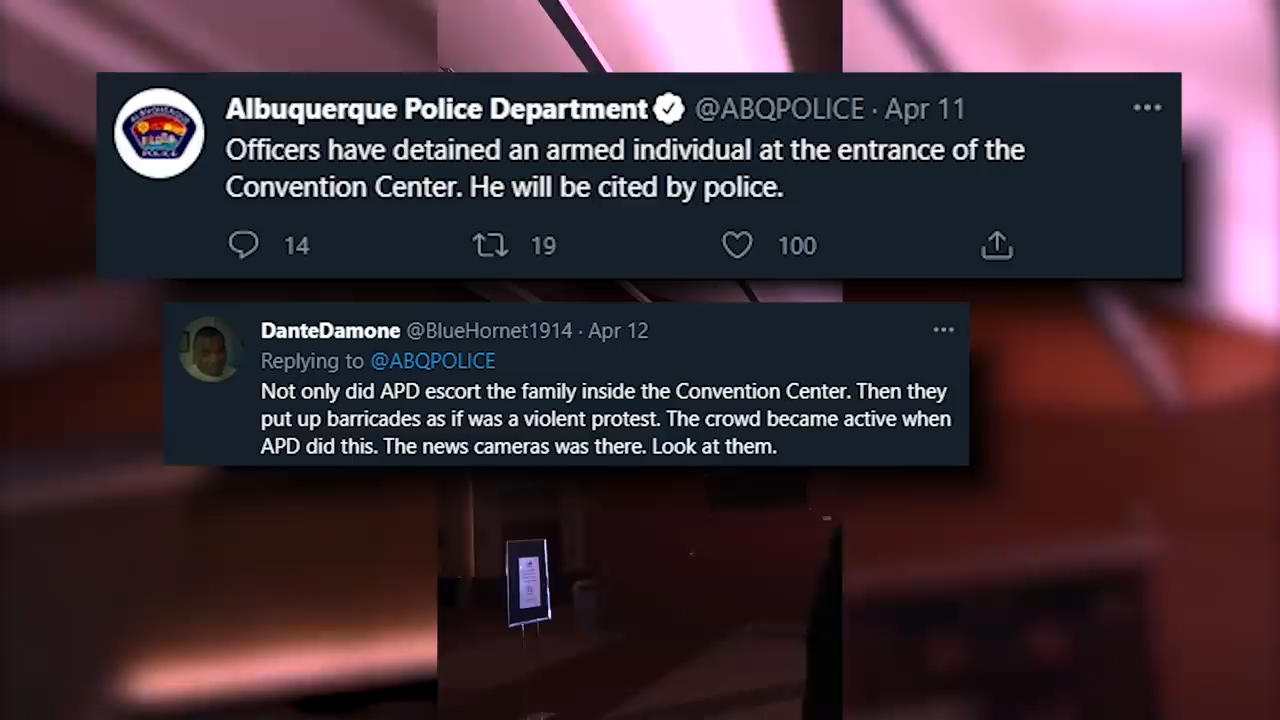 Albuquerque Police Department @ABQPOLICE · Apr 11
Officers have detained an armed individual at the entrance of the
Convention Center. He will be cited by police.
14 19 100
DanteDamone @BlueHornet1914 · Apr 12
Replying to @ABQPOLICE
Not only did APD escort the family inside the Convention Center. Then they
put up barricades as if was a violent protest. The crowd became active when
APD did this. The news cameras was there. Look at them.